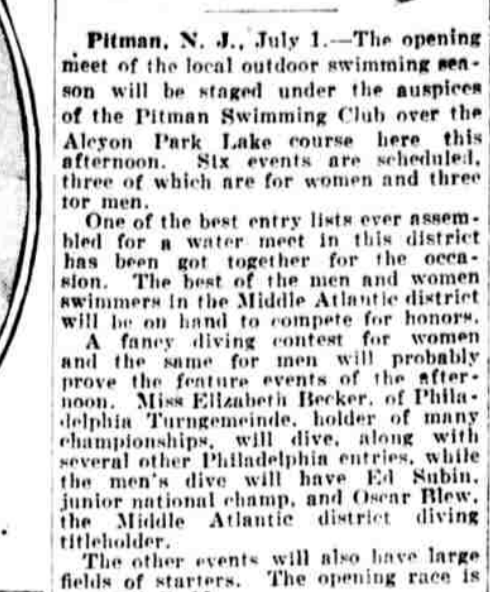 Pitman, N. J., July 1.—The opening
meet of the local outdoor swimming sea-
son will be staged under the auspices
of the Pitman Swimming Club over the
Alcyon Park Lake course here this
afternoon. Six events are scheduled,
three of which are for women and three
tor men.
One of the best entry lists ever assem-
bled for a water meet in this district
has been got together for the occa-
sion. The best of the men and women
swimmers in the Middle Atlantic district
will be on hand to compete for honors.
A fancy diving contest for women
and the same for men will probably
prove the feature events of the after-
noon. Miss Elizabeth Becker, of Phila-
delphia Turngemeinde, holder of many
championships, will dive, along with
several other Philadelphia entries, while
the men's dive will have Ed Subin,
junior national champ, and Oscar Blew,
the Middle Atlantic district diving
titleholder.
The other events will also have large
fields of starters. The opening race is